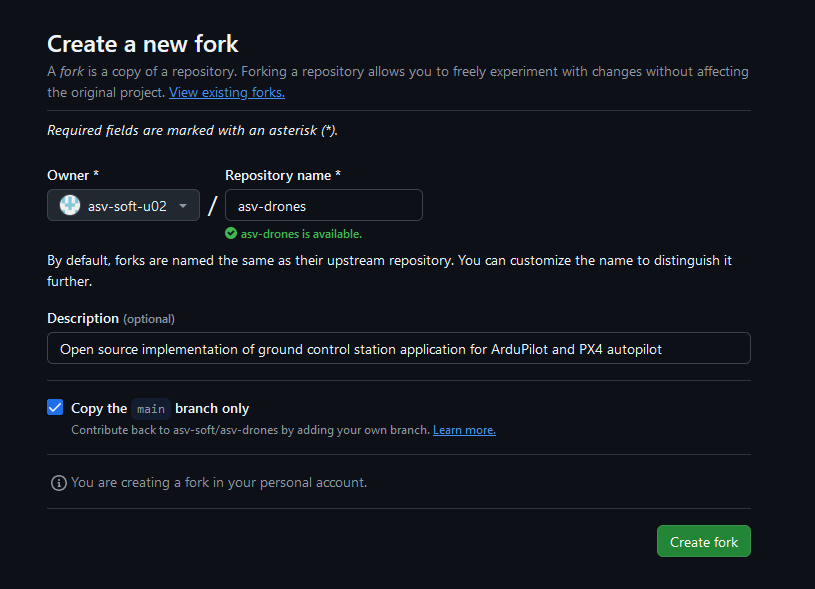 Create a new fork
A fork is a copy of a repository. Forking a repository allows you to freely experiment with changes without affecting
the original project. View existing forks.
Required fields are marked with an asterisk (*).
Owner * Repository name *
asv-soft-u02 / asv-drones
asv-drones is available.
By default, forks are named the same as their upstream repository. You can customize the name to distinguish it
further.
Description (optional)
Open source implementation of ground control station application for ArduPilot and PX4 autopilot
Copy the main branch only
Contribute back to asv-soft/asv-drones by adding your own branch. Learn more.
You are creating a fork in your personal account.
Create fork